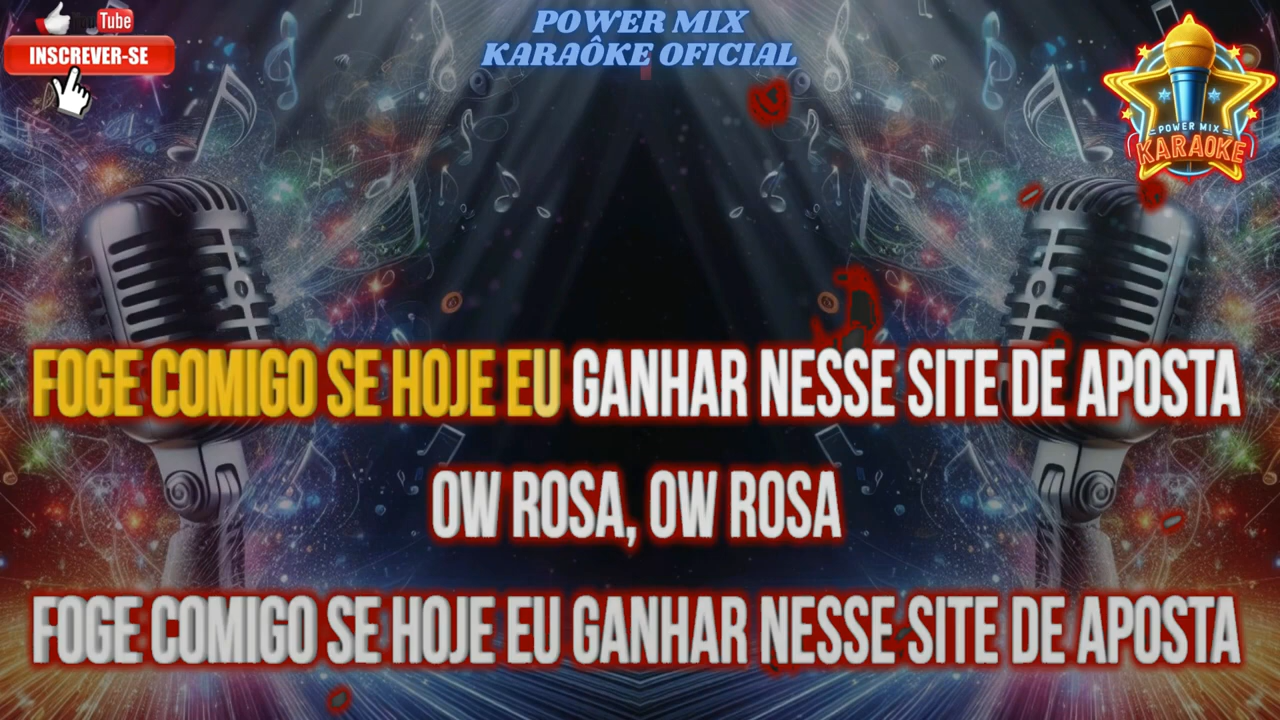 YouTube
INSCREVER-SE
POWER MIX
KARAÔKE OFICIAL
POWER MIX
KARAOKE
FOGE COMIGO SE HOJE EU GANHAR NESSE SITE DE APOSTA
OW ROSA, OW ROSA
FOGE COMIGO SE HOJE EU GANHAR NESSE SITE DE APOSTA